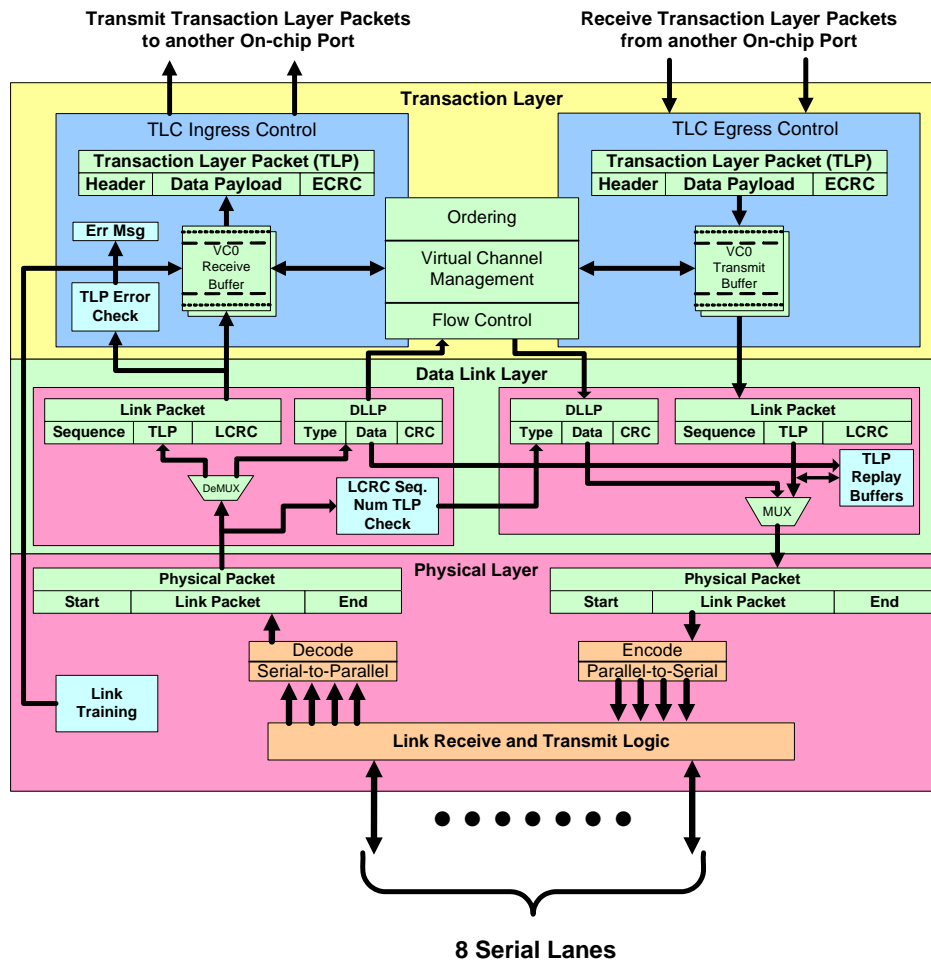 Transmit Transaction Layer Packets
to another On-chip Port
Receive Transaction Layer Packets
from another On-chip Port
Transaction Layer
TLC Ingress Control
TLC Egress Control
Transaction Layer Packet (TLP)
Header Data Payload ECRC
Transaction Layer Packet (TLP)
Header Data Payload ECRC
Err Msg
VC0
Receive
Buffer
TLP Error
Check
Ordering
Virtual Channel
Management
Flow Control
VC0
Transmit
Buffer
Data Link Layer
Link Packet
Sequence TLP LCRC
DLLP
Type Data CRC
DLLP
Type Data CRC
Link Packet
Sequence TLP LCRC
DeMUX
LCRC Seq.
Num TLP
Check
TLP
Replay
Buffers
MUX
Physical Layer
Physical Packet
Start Link Packet End
Physical Packet
Start Link Packet End
Decode
Serial-to-Parallel
Encode
Parallel-to-Serial
Link
Training
Link Receive and Transmit Logic
8 Serial Lanes